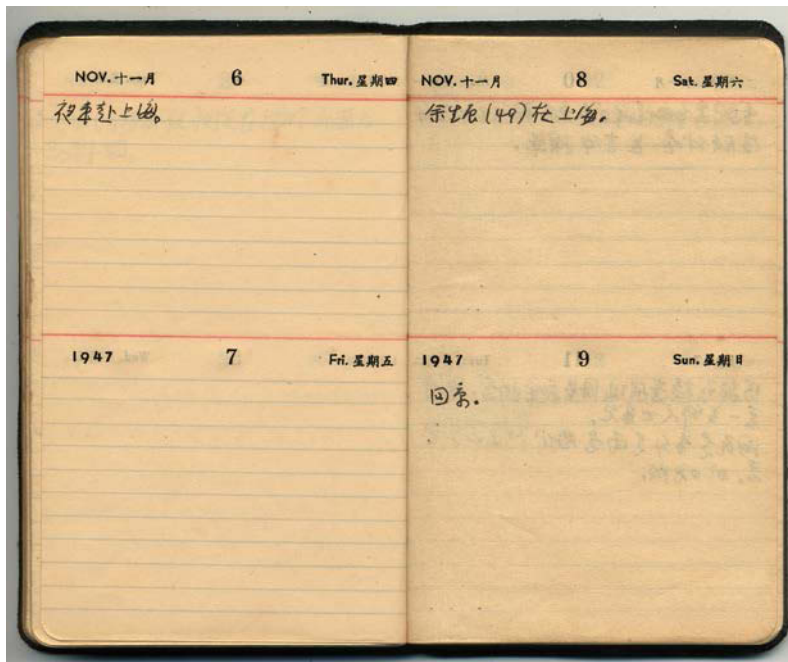 NOV. 十一月 6 Thur. 星期四
夜車赴上海。
1947 7 Fri. 星期五
NOV. 十一月 8 Sat. 星期六
余生辰(49)在上海.
1947 9 Sun. 星期日
回京.